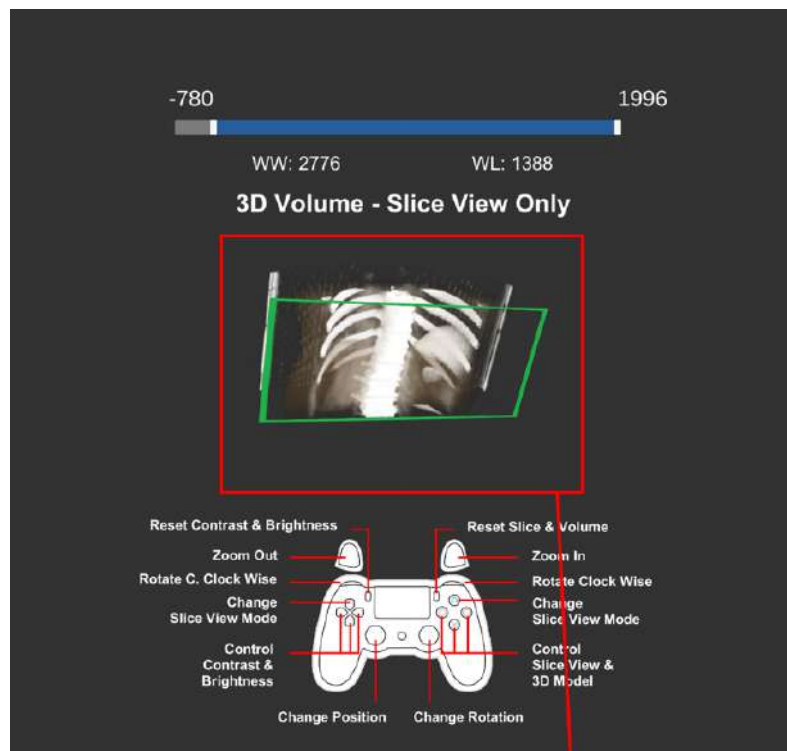 -780
1996
WW: 2776
WL: 1388
3D Volume - Slice View Only
Reset Contrast & Brightness
Reset Slice & Volume
Zoom Out
Zoom In
Rotate C. Clock Wise
Rotate Clock Wise
Change
Slice View Mode
Change
Slice View Mode
Control
Contrast &
Brightness
Control
Slice View &
3D Model
Change Position
Change Rotation